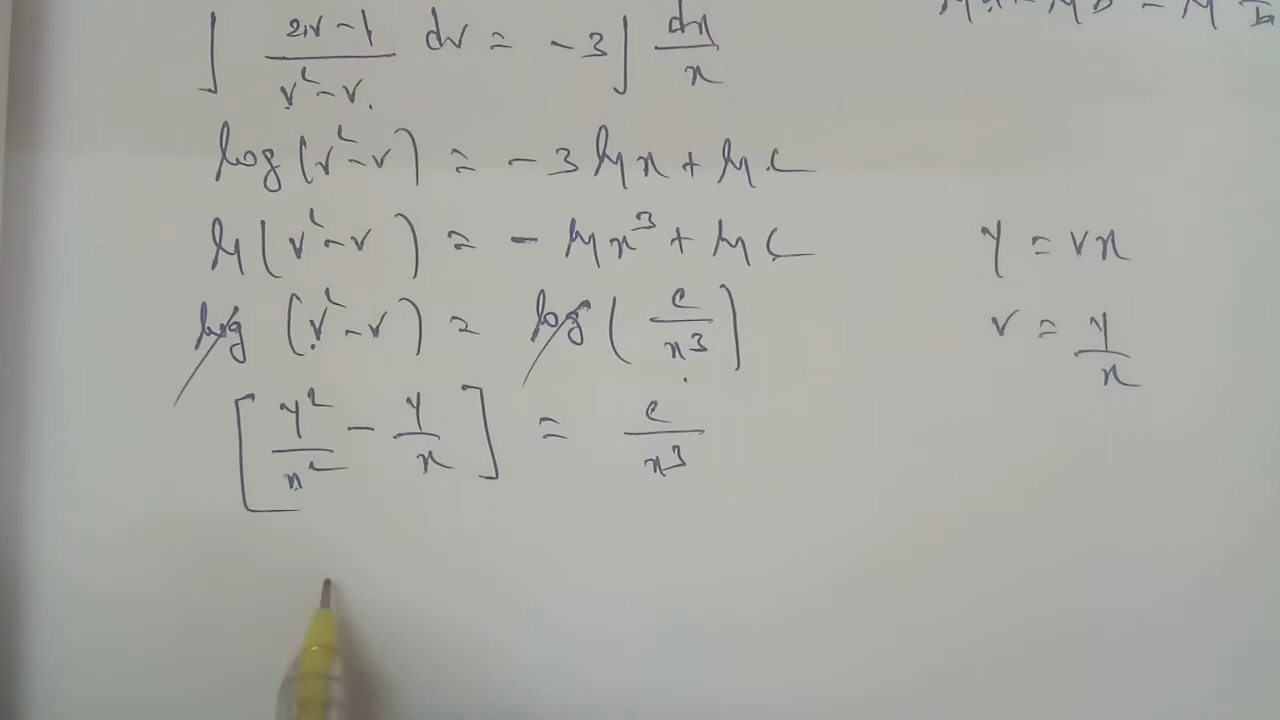 ∫ (2v-1)/(v²-v) dv = -3∫ dx/x
log(v²-v) = -3 ln x + ln c
ln(v²-v) = - ln x³ + ln c
y = vx
log (v²-v) = log (c/x³)
v = y/x
[y²/x² - y/x] = c/x³